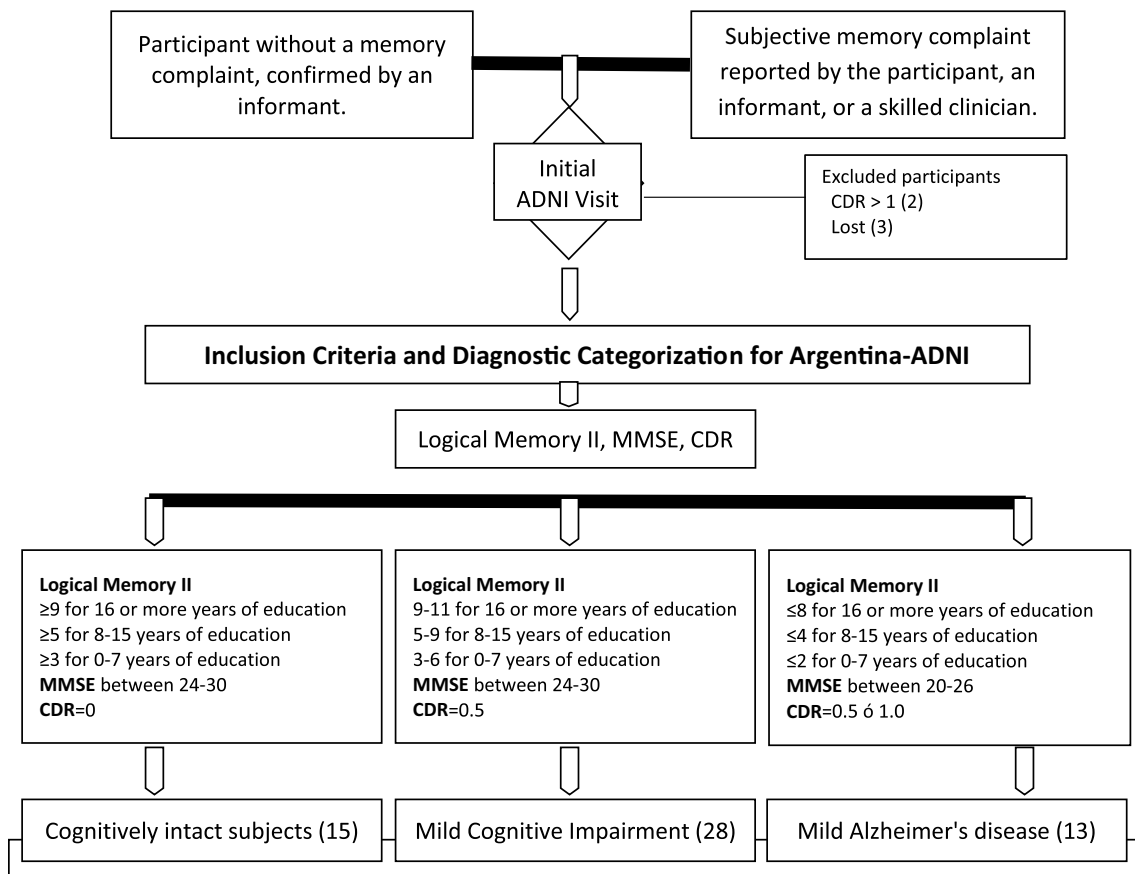 Participant without a memory
complaint, confirmed by an
informant.
Subjective memory complaint
reported by the participant, an
informant, or a skilled clinician.
Initial
ADNI Visit
Excluded participants
CDR > 1 (2)
Lost (3)
Inclusion Criteria and Diagnostic Categorization for Argentina-ADNI
Logical Memory II, MMSE, CDR
Logical Memory II
≥9 for 16 or more years of education
≥5 for 8-15 years of education
≥3 for 0-7 years of education
MMSE between 24-30
CDR=0
Logical Memory II
9-11 for 16 or more years of education
5-9 for 8-15 years of education
3-6 for 0-7 years of education
MMSE between 24-30
CDR=0.5
Logical Memory II
≤8 for 16 or more years of education
≤4 for 8-15 years of education
≤2 for 0-7 years of education
MMSE between 20-26
CDR=0.5 ó 1.0
Cognitively intact subjects (15)
Mild Cognitive Impairment (28)
Mild Alzheimer's disease (13)